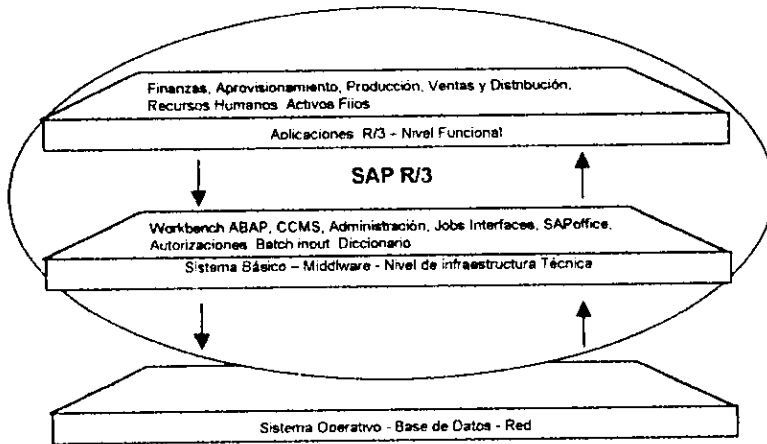 Finanzas, Aprovisionamiento, Producción, Ventas y Distribución,
Recursos Humanos Activos Fijos
Aplicaciones R/3 - Nivel Funcional
SAP R/3
Workbench ABAP, CCMS, Administración, Jobs Interfaces, SAPoffice,
Autorizaciones Batch input Diccionario
Sistema Básico – Middlware - Nivel de infraestructura Técnica
Sistema Operativo - Base de Datos - Red